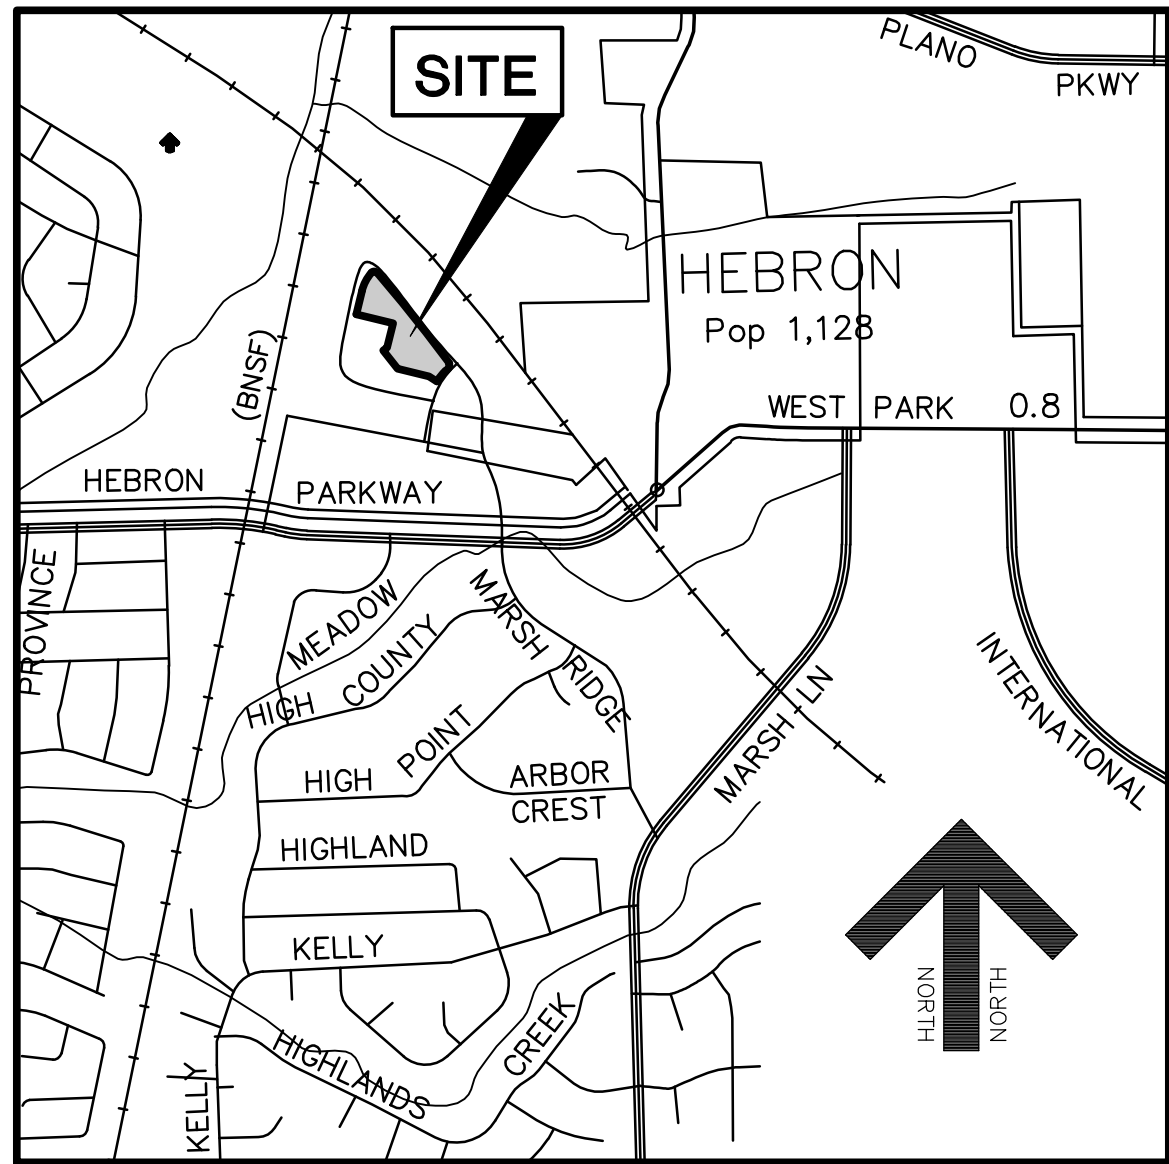 PLANO
PKWY
SITE
HEBRON
Pop 1,128
(BNSF)
WEST PARK 0.8
HEBRON PARKWAY
PROVINCE
MEADOW
HIGH COUNTY
MARSH RIDGE
HIGH POINT
MARSH LN
INTERNATIONAL
ARBOR
CREST
HIGHLAND
KELLY
NORTH
NORTH
CREEK
HIGHLANDS
KELLY